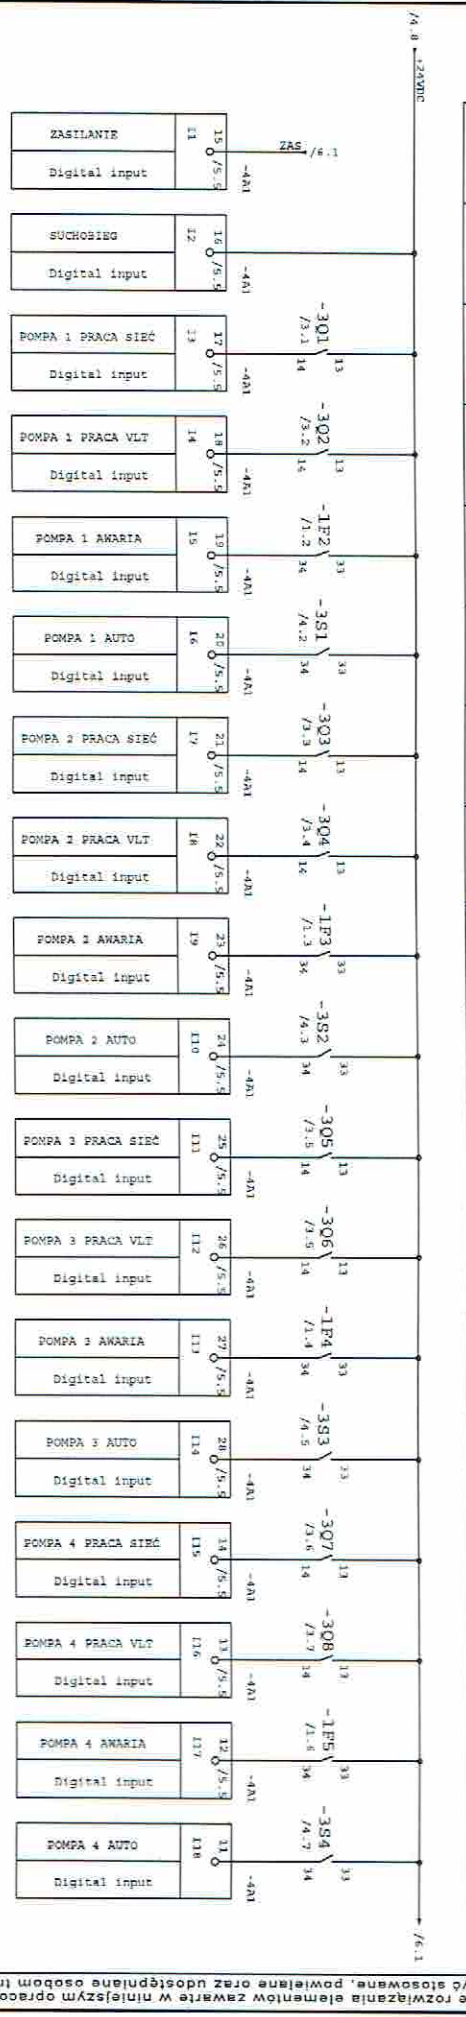 /4.8
+24VDC
ZASILANIE
Digital input
I1
15
/5.5
-4A1
ZAS
/6.1
SUCHOBIEG
Digital input
I2
16
/5.5
-4A1
POMPA 1 PRACA SIEĆ
Digital input
I3
17
/5.5
-4A1
-3Q1
/3.1
14
13
POMPA 1 PRACA VLT
Digital input
I4
18
/5.5
-4A1
-3Q2
/3.2
14
13
POMPA 1 AWARIA
Digital input
I5
19
/5.5
-4A1
-1F2
/1.2
34
33
POMPA 1 AUTO
Digital input
I6
20
/5.5
-4A1
-3S1
/4.2
34
33
POMPA 2 PRACA SIEĆ
Digital input
I7
21
/5.5
-4A1
-3Q3
/3.3
14
13
POMPA 2 PRACA VLT
Digital input
I8
22
/5.5
-4A1
-3Q4
/3.4
14
13
POMPA 2 AWARIA
Digital input
I9
23
/5.5
-4A1
-1F3
/1.3
34
33
POMPA 2 AUTO
Digital input
I10
24
/5.5
-4A1
-3S2
/4.3
34
33
POMPA 3 PRACA SIEĆ
Digital input
I11
25
/5.5
-4A1
-3Q5
/3.5
14
13
POMPA 3 PRACA VLT
Digital input
I12
26
/5.5
-4A1
-3Q6
/3.5
14
13
POMPA 3 AWARIA
Digital input
I13
27
/5.5
-4A1
-1F4
/1.4
34
33
POMPA 3 AUTO
Digital input
I14
28
/5.5
-4A1
-3S3
/4.5
34
33
POMPA 4 PRACA SIEĆ
Digital input
I15
14
/5.5
-4A1
-3Q7
/3.6
14
13
POMPA 4 PRACA VLT
Digital input
I16
13
/5.5
-4A1
-3Q8
/3.7
14
13
POMPA 4 AWARIA
Digital input
I17
12
/5.5
-4A1
-1F5
/1.6
34
33
POMPA 4 AUTO
Digital input
I18
11
-4A1
-3S4
/4.7
34
33
/6.1
rozwiązania elementów zawarte w niniejszym
stosowane, powielane oraz udostępniane osobom